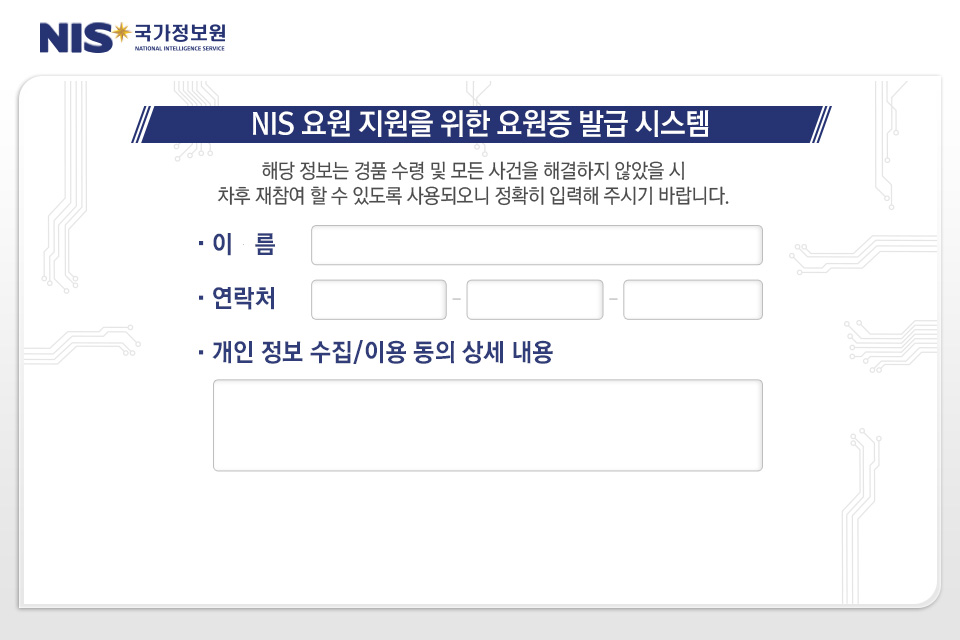 NIS 국가정보원
NATIONAL INTELLIGENCE SERVICE
NIS 요원 지원을 위한 요원증 발급 시스템
해당 정보는 경품 수령 및 모든 사건을 해결하지 않았을 시
차후 재참여 할 수 있도록 사용되오니 정확히 입력해 주시기 바랍니다.
· 이 름
· 연락처 - -
· 개인 정보 수집/이용 동의 상세 내용